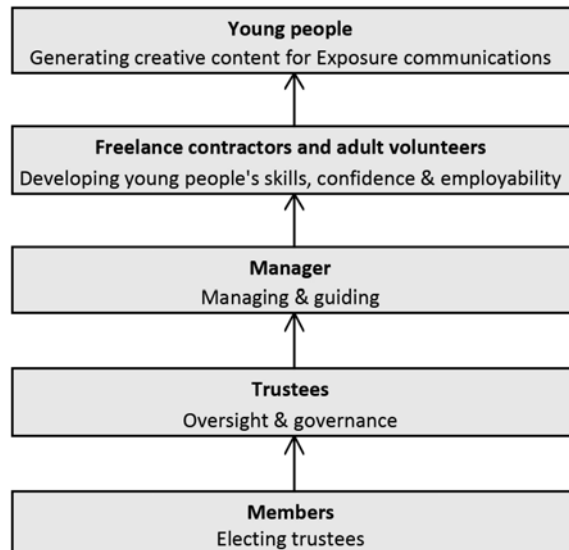 Young people
Generating creative content for Exposure communications
Freelance contractors and adult volunteers
Developing young people's skills, confidence & employability
Manager
Managing & guiding
Trustees
Oversight & governance
Members
Electing trustees